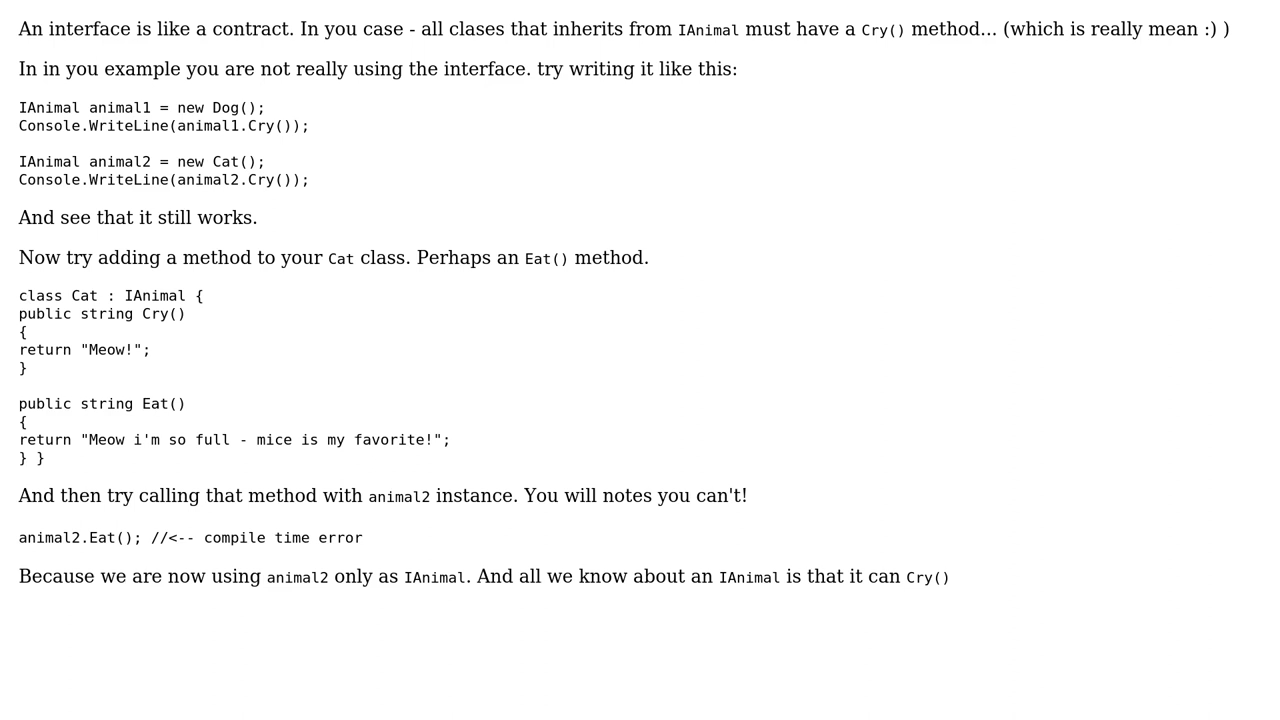 An interface is like a contract. In you case - all clases that inherits from IAnimal must have a Cry() method... (which is really mean :) )
In in you example you are not really using the interface. try writing it like this:
IAnimal animal1 = new Dog();
Console.WriteLine(animal1.Cry());
IAnimal animal2 = new Cat();
Console.WriteLine(animal2.Cry());
And see that it still works.
Now try adding a method to your Cat class. Perhaps an Eat() method.
class Cat : IAnimal {
public string Cry()
{
return "Meow!";
}
public string Eat()
{
return "Meow i'm so full - mice is my favorite!";
} }
And then try calling that method with animal2 instance. You will notes you can't!
animal2.Eat(); //<-- compile time error
Because we are now using animal2 only as IAnimal. And all we know about an IAnimal is that it can Cry()